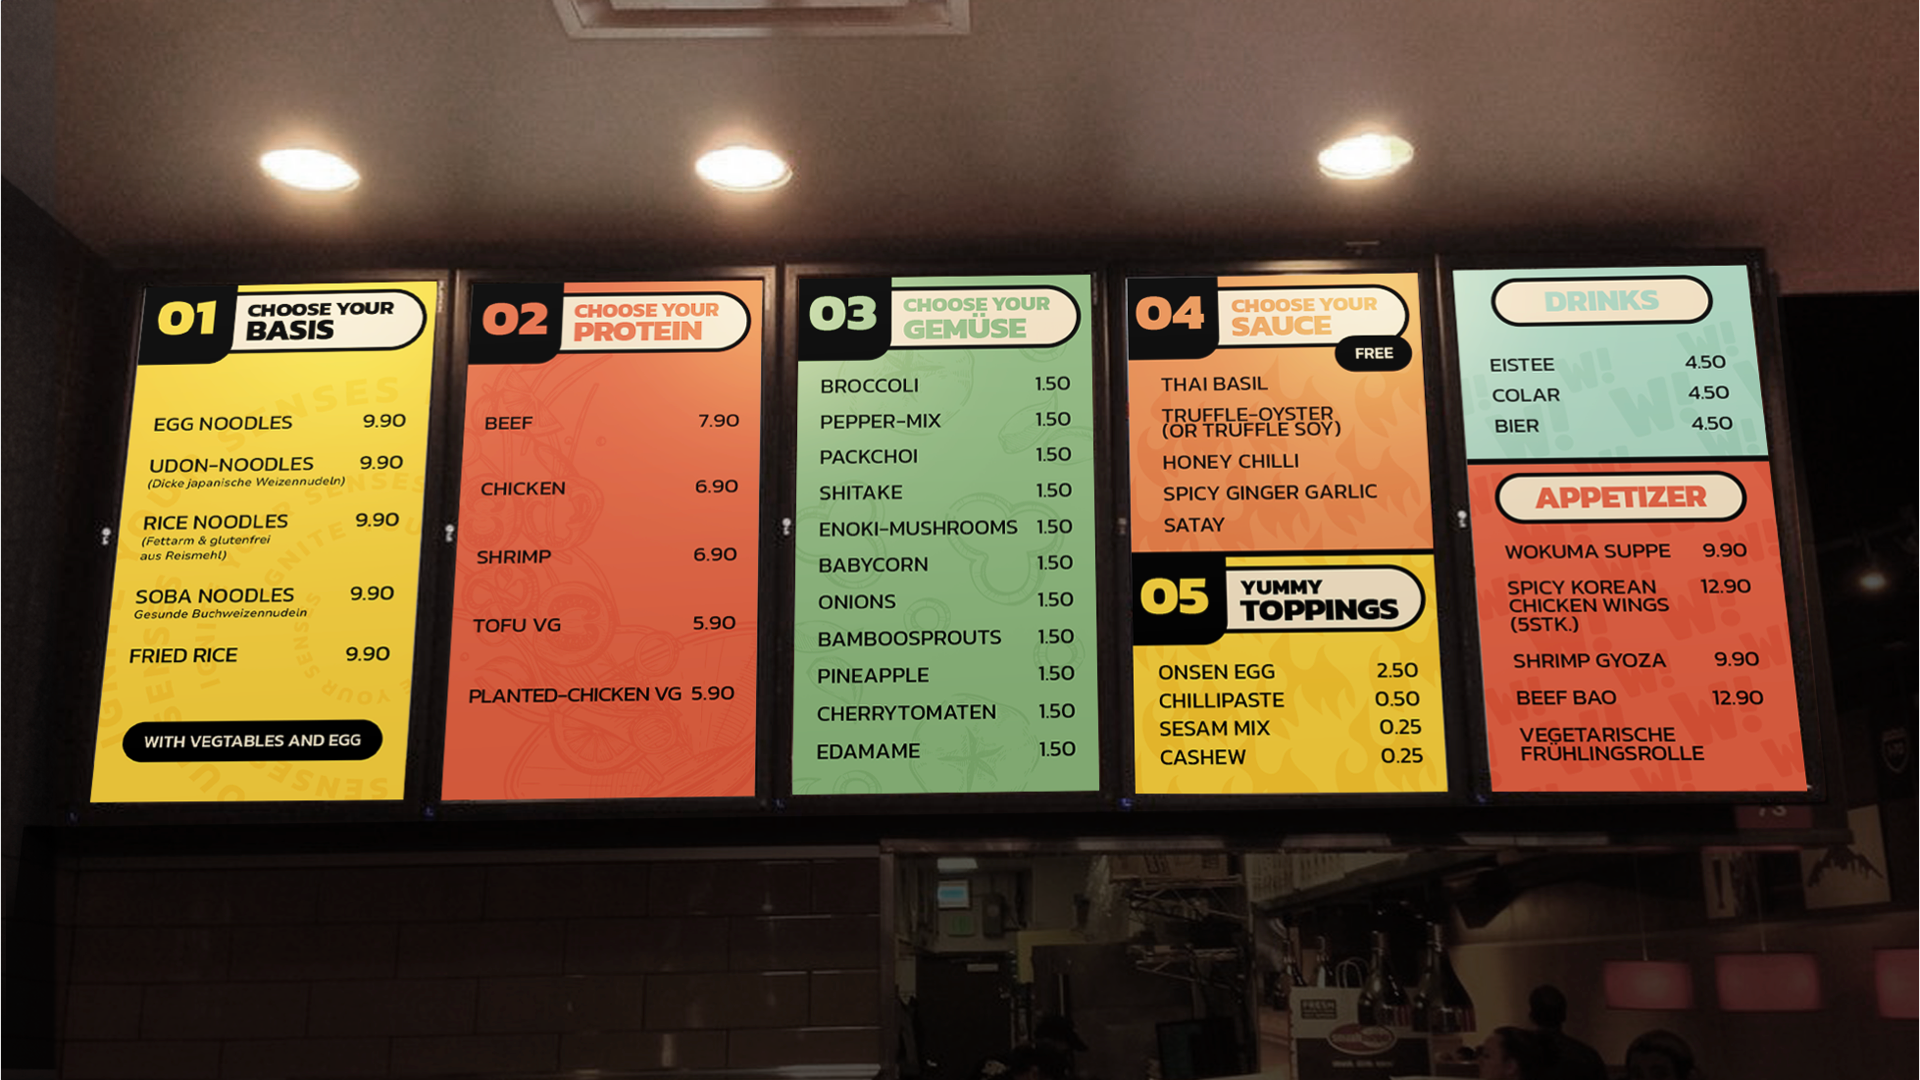 01 CHOOSE YOUR
BASIS
EGG NOODLES 9.90
UDON-NOODLES 9.90
(Dicke japanische Weizennudeln)
RICE NOODLES 9.90
(Fettarm & glutenfrei
aus Reismehl)
SOBA NOODLES 9.90
Gesunde Buchweizennudeln
FRIED RICE 9.90
WITH VEGTABLES AND EGG
02 CHOOSE YOUR
PROTEIN
BEEF 7.90
CHICKEN 6.90
SHRIMP 6.90
TOFU VG 5.90
PLANTED-CHICKEN VG 5.90
03 CHOOSE YOUR
GEMÜSE
BROCCOLI 1.50
PEPPER-MIX 1.50
PACKCHOI 1.50
SHITAKE 1.50
ENOKI-MUSHROOMS 1.50
BABYCORN 1.50
ONIONS 1.50
BAMBOOSPROUTS 1.50
PINEAPPLE 1.50
CHERRYTOMATEN 1.50
EDAMAME 1.50
04 CHOOSE YOUR
SAUCE
FREE
THAI BASIL
TRUFFLE-OYSTER
(OR TRUFFLE SOY)
HONEY CHILLI
SPICY GINGER GARLIC
SATAY
05 YUMMY
TOPPINGS
ONSEN EGG 2.50
CHILLIPASTE 0.50
SESAM MIX 0.25
CASHEW 0.25
DRINKS
EISTEE 4.50
COLAR 4.50
BIER 4.50
APPETIZER
WOKUMA SUPPE 9.90
SPICY KOREAN 12.90
CHICKEN WINGS
(5STK.)
SHRIMP GYOZA 9.90
BEEF BAO 12.90
VEGETARISCHE
FRÜHLINGSROLLE
FRESH